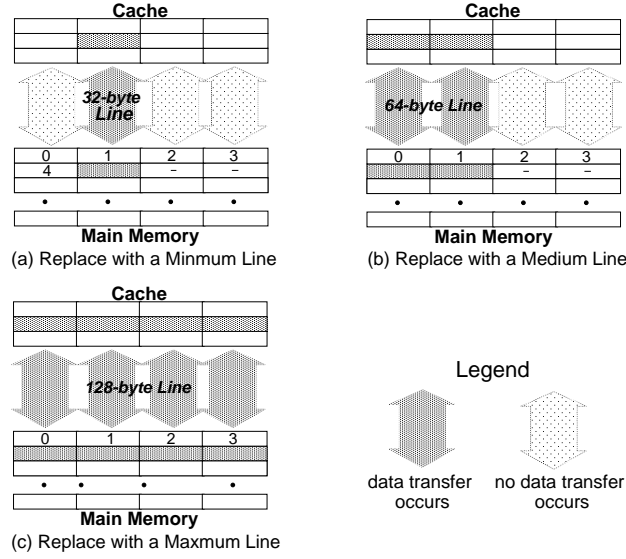 Cache
32-byte
Line
0 1 2 3
4 – –
Main Memory
(a) Replace with a Minmum Line
Cache
64-byte Line
0 1 2 3
– –
Main Memory
(b) Replace with a Medium Line
Cache
128-byte Line
0 1 2 3
Main Memory
(c) Replace with a Maxmum Line
Legend
data transfer
occurs
no data transfer
occurs